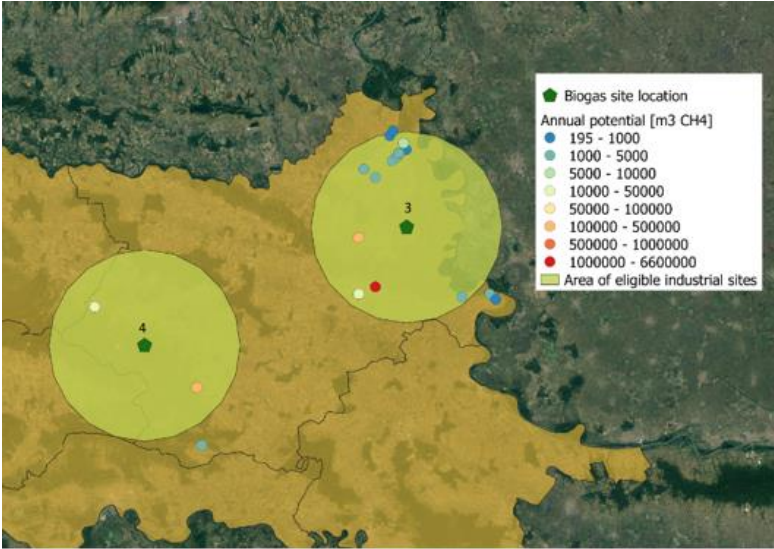 Biogas site location
Annual potential [m3 CH4]
195 - 1000
1000 - 5000
5000 - 10000
10000 - 50000
50000 - 100000
100000 - 500000
500000 - 1000000
1000000 - 6600000
Area of eligible industrial sites
3
4